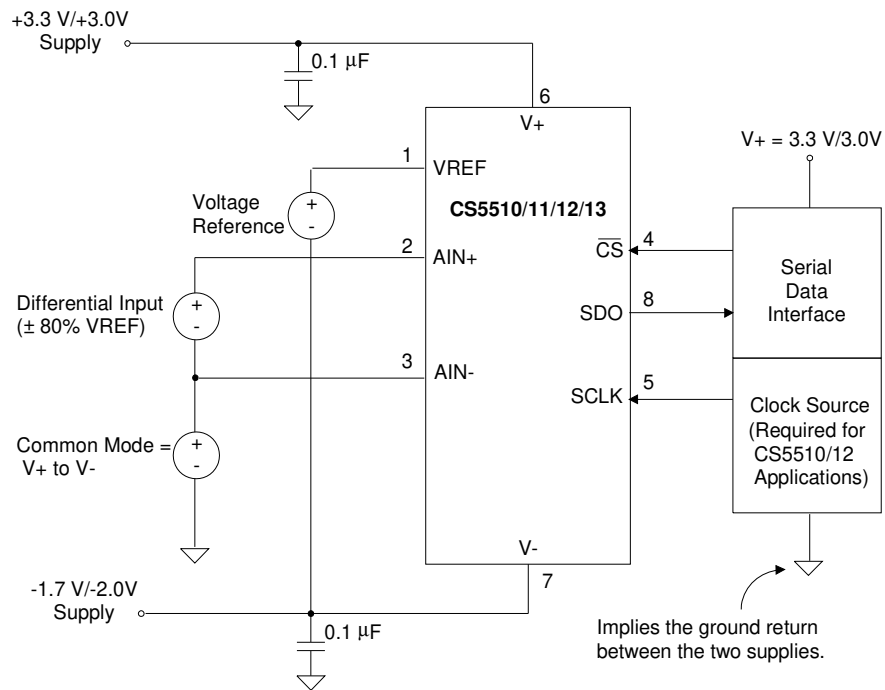 +3.3 V/+3.0V
Supply
0.1 µF
6
V+
V+ = 3.3 V/3.0V
1
VREF
Voltage
Reference
CS5510/11/12/13
2
AIN+
CS
4
Serial
Data
Interface
Differential Input
(± 80% VREF)
SDO
8
3
AIN-
SCLK
5
Clock Source
(Required for
CS5510/12
Applications)
Common Mode =
V+ to V-
V-
7
-1.7 V/-2.0V
Supply
0.1 µF
Implies the ground return
between the two supplies.
+
-
+
-
+
-